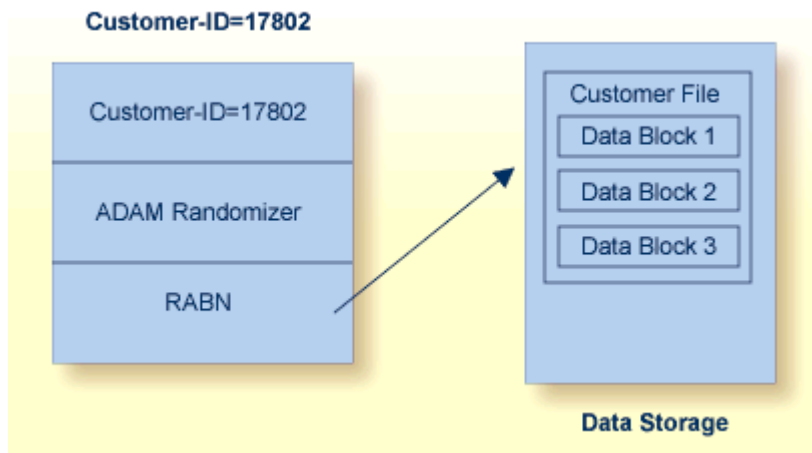 Customer-ID=17802
Customer-ID=17802
ADAM Randomizer
RABN
Customer File
Data Block 1
Data Block 2
Data Block 3
Data Storage